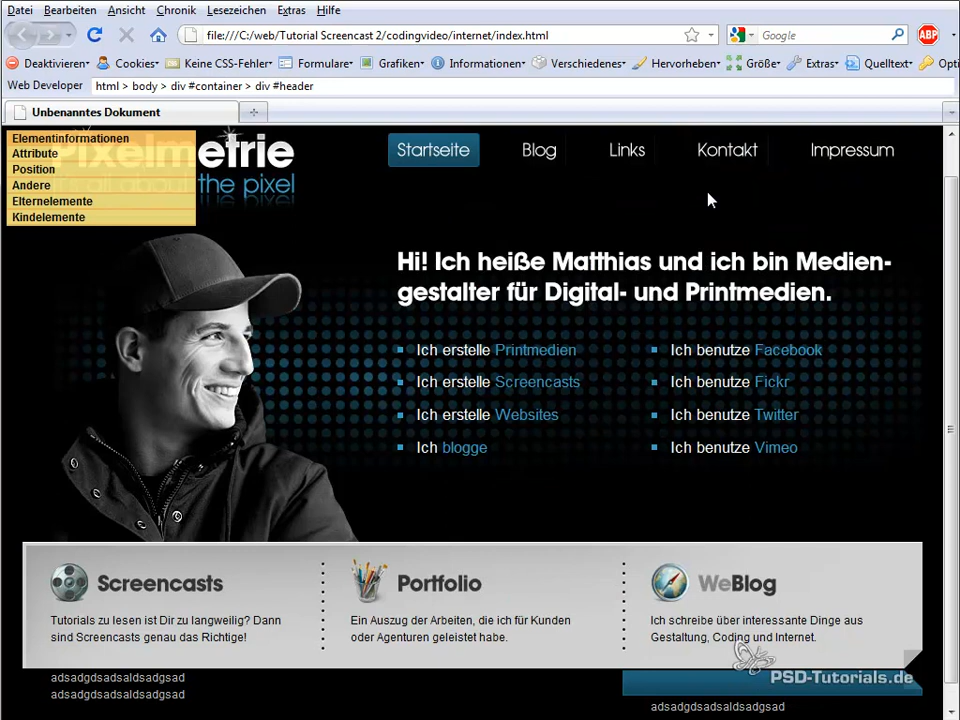 Datei Bearbeiten Ansicht Chronik Lesezeichen Extras Hilfe
file:///C:/web/Tutorial Screencast 2/codingvideo/internet/index.html
Google
ABP
Deaktivieren Cookies Keine CSS-Fehler Formulare Grafiken Informationen Verschiedenes Hervorheben Größe Extras Quelltext Opti
Web Developer html > body > div #container > div #header
Unbenanntes Dokument
Elementinformationen
Attribute
Position
Andere
Elternelemente
Kindelemente
Pixelmetrie
it's all about the pixel
Startseite Blog Links Kontakt Impressum
Hi! Ich heiße Matthias und ich bin Medien-
gestalter für Digital- und Printmedien.
Ich erstelle Printmedien
Ich erstelle Screencasts
Ich erstelle Websites
Ich blogge
Ich benutze Facebook
Ich benutze Fickr
Ich benutze Twitter
Ich benutze Vimeo
Screencasts
Tutorials zu lesen ist Dir zu langweilig? Dann
sind Screencasts genau das Richtige!
Portfolio
Ein Auszug der Arbeiten, die ich für Kunden
oder Agenturen geleistet habe.
WeBlog
Ich schreibe über interessante Dinge aus
Gestaltung, Coding und Internet.
adsadgdsadsaldsadgsad
adsadgdsadsaldsadgsad
PSD-Tutorials.de
adsadgdsadsaldsadgsad